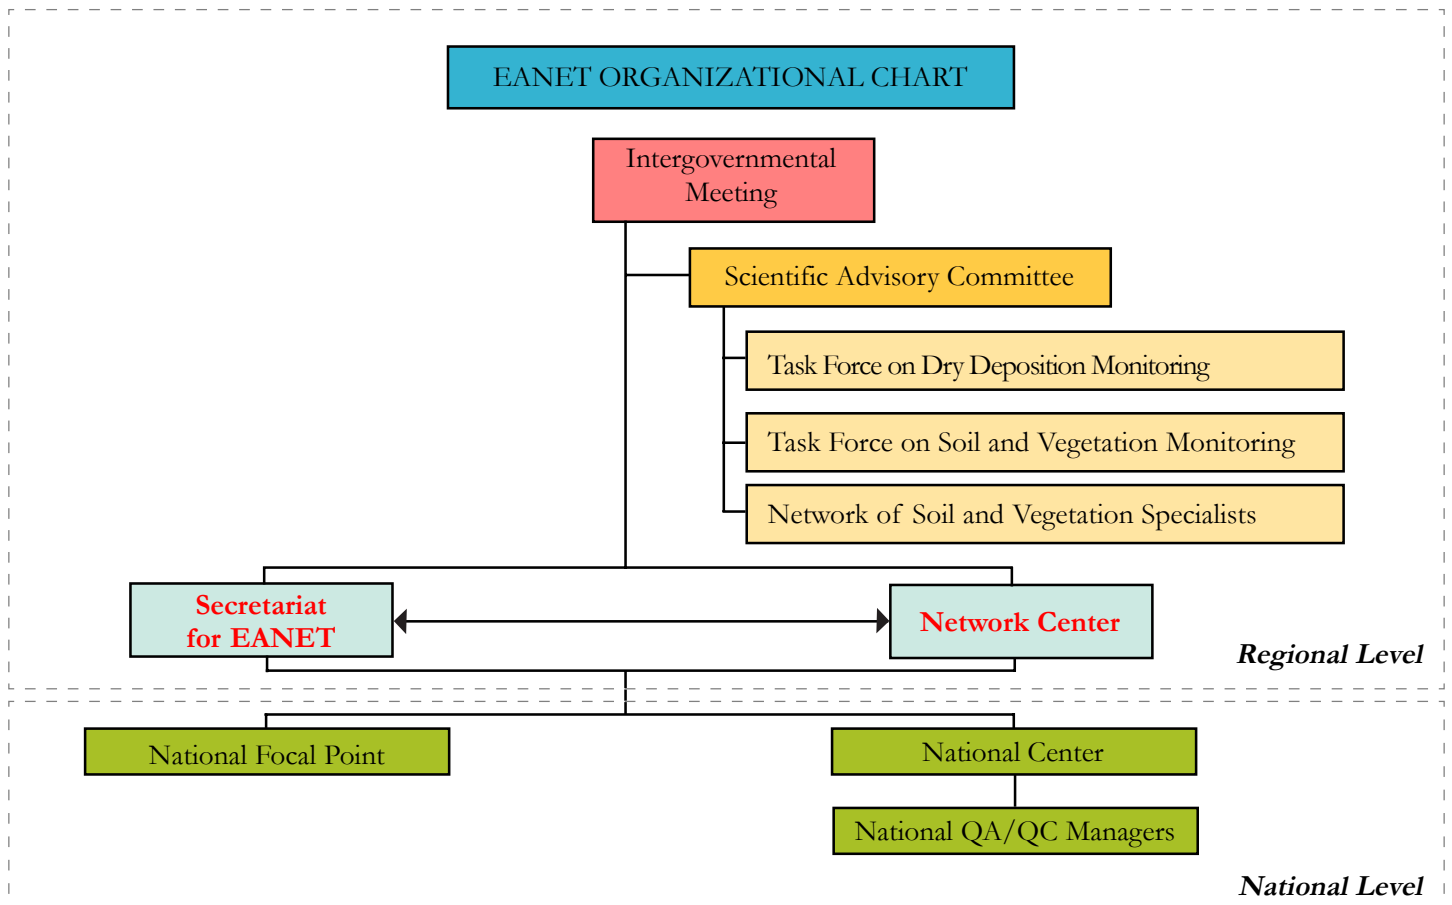 EANET ORGANIZATIONAL CHART
Intergovernmental
Meeting
Scientific Advisory Committee
Task Force on Dry Deposition Monitoring
Task Force on Soil and Vegetation Monitoring
Network of Soil and Vegetation Specialists
Secretariat
for EANET
Network Center
Regional Level
National Focal Point
National Center
National QA/QC Managers
National Level